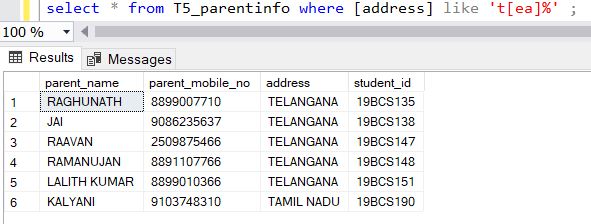 select * from T5_parentinfo where [address] like 't[ea]%' ;
100 %
Results Messages
parent_name parent_mobile_no address student_id
1 RAGHUNATH 8899007710 TELANGANA 19BCS135
2 JAI 9086235637 TELANGANA 19BCS138
3 RAAVAN 2509875466 TELANGANA 19BCS147
4 RAMANUJAN 8891107766 TELANGANA 19BCS148
5 LALITH KUMAR 8899010366 TELANGANA 19BCS151
6 KALYANI 9103748310 TAMIL NADU 19BCS190